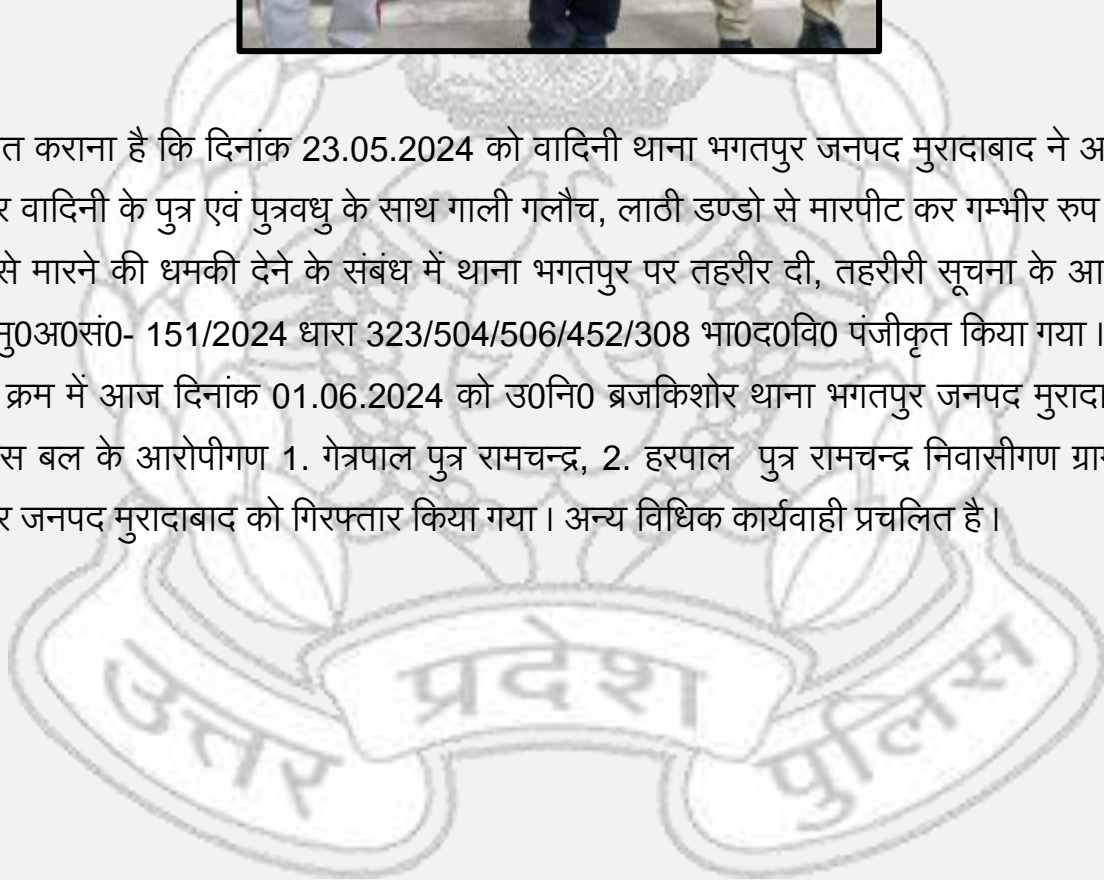 त कराना है कि दिनांक 23.05.2024 को वादिनी थाना भगतपुर जनपद मुरादाबाद ने अ
र वादिनी के पुत्र एवं पुत्रवधु के साथ गाली गलौच, लाठी डण्डो से मारपीट कर गम्भीर रुप
से मारने की धमकी देने के संबंध में थाना भगतपुर पर तहरीर दी, तहरीरी सूचना के आ
मु0अ0सं0- 151/2024 धारा 323/504/506/452/308 भा0द0वि0 पंजीकृत किया गया।
क्रम में आज दिनांक 01.06.2024 को उ0नि0 ब्रजकिशोर थाना भगतपुर जनपद मुरादा
स बल के आरोपीगण 1. गेत्रपाल पुत्र रामचन्द्र, 2. हरपाल पुत्र रामचन्द्र निवासीगण ग्राम
र जनपद मुरादाबाद को गिरफ्तार किया गया। अन्य विधिक कार्यवाही प्रचलित है।
उत्तर प्रदेश पुलिस